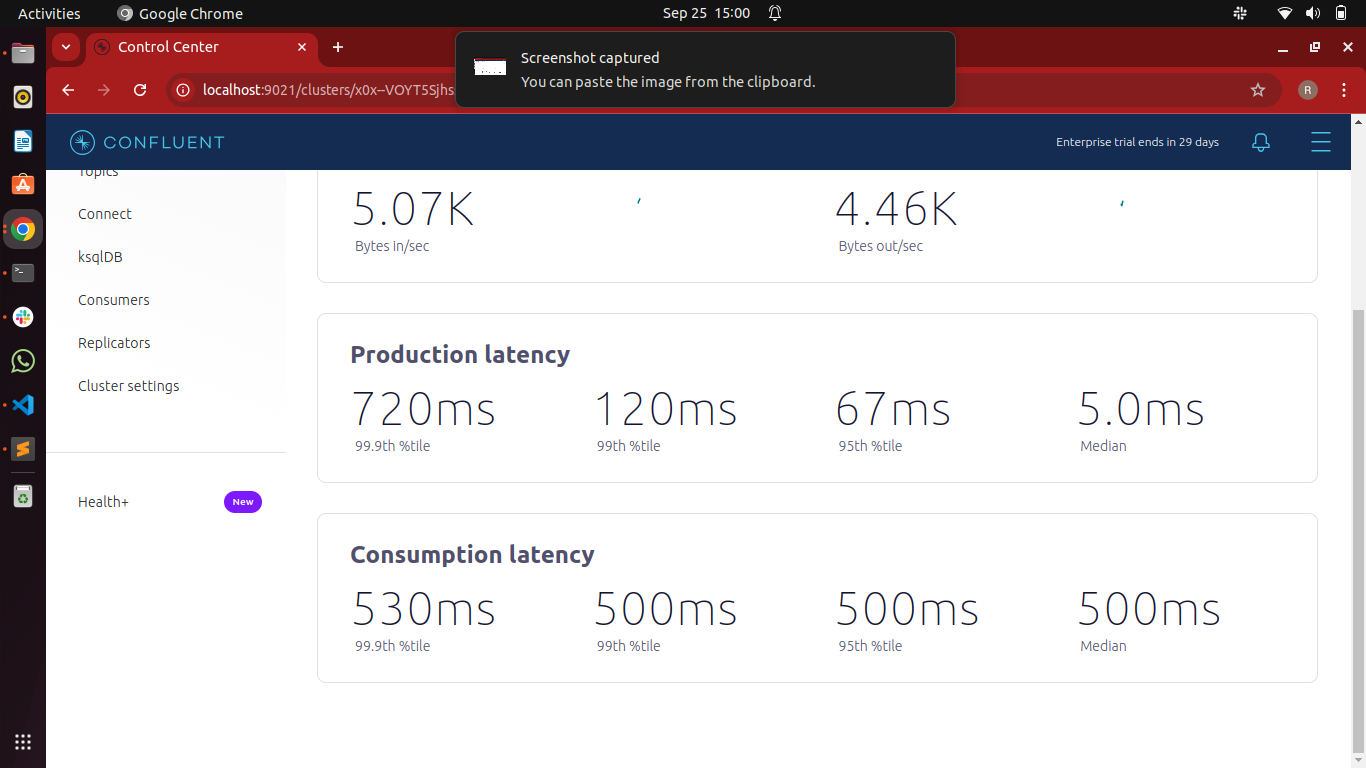 Activities
Google Chrome
Sep 25 15:00
Control Center
Screenshot captured
You can paste the image from the clipboard.
localhost:9021/clusters/x0x--VOYT5Sjhs
R
CONFLUENT
Enterprise trial ends in 29 days
Topics
Connect
ksqlDB
Consumers
Replicators
Cluster settings
Health+
New
5.07K
Bytes in/sec
4.46K
Bytes out/sec
Production latency
720ms
99.9th %tile
120ms
99th %tile
67ms
95th %tile
5.0ms
Median
Consumption latency
530ms
99.9th %tile
500ms
99th %tile
500ms
95th %tile
500ms
Median